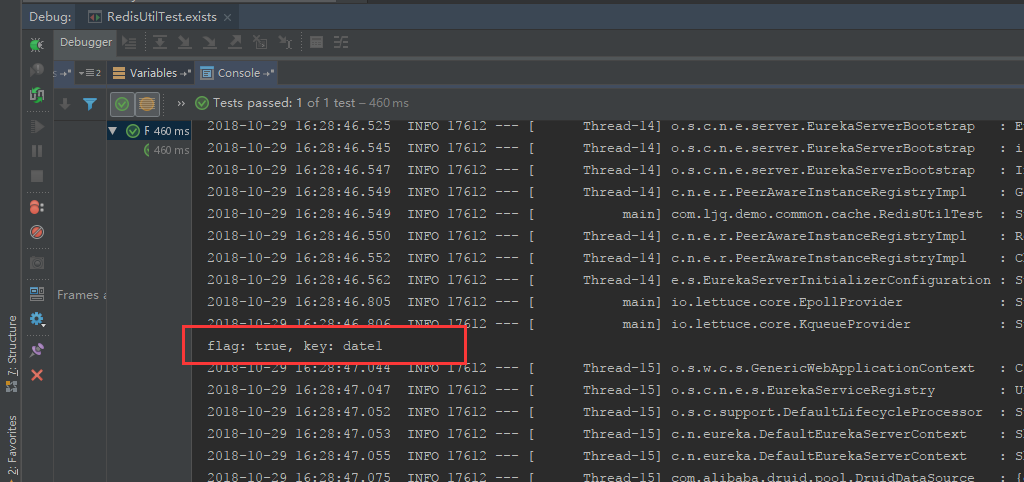 Debug: RedisUtilTest.exists
Debugger
s 2 Variables Console
Tests passed: 1 of 1 test – 460 ms
460 ms
460 ms
Frames a
7: Structure
2: Favorites
2018-10-29 16:28:46.525 INFO 17612 --- [ Thread-14] o.s.c.n.e.server.EurekaServerBootstrap : E
2018-10-29 16:28:46.545 INFO 17612 --- [ Thread-14] o.s.c.n.e.server.EurekaServerBootstrap : i
2018-10-29 16:28:46.547 INFO 17612 --- [ Thread-14] o.s.c.n.e.server.EurekaServerBootstrap : I
2018-10-29 16:28:46.549 INFO 17612 --- [ Thread-14] c.n.e.r.PeerAwareInstanceRegistryImpl : G
2018-10-29 16:28:46.549 INFO 17612 --- [ main] com.ljq.demo.common.cache.RedisUtilTest : S
2018-10-29 16:28:46.550 INFO 17612 --- [ Thread-14] c.n.e.r.PeerAwareInstanceRegistryImpl : R
2018-10-29 16:28:46.552 INFO 17612 --- [ Thread-14] c.n.e.r.PeerAwareInstanceRegistryImpl : C
2018-10-29 16:28:46.562 INFO 17612 --- [ Thread-14] e.s.EurekaServerInitializerConfiguration : S
2018-10-29 16:28:46.805 INFO 17612 --- [ main] io.lettuce.core.EpollProvider : S
2018-10-29 16:28:46.806 INFO 17612 --- [ main] io.lettuce.core.KqueueProvider : S
flag: true, key: date1
2018-10-29 16:28:47.044 INFO 17612 --- [ Thread-15] o.s.w.c.s.GenericWebApplicationContext : C
2018-10-29 16:28:47.047 INFO 17612 --- [ Thread-15] o.s.c.n.e.s.EurekaServiceRegistry : U
2018-10-29 16:28:47.052 INFO 17612 --- [ Thread-15] o.s.c.support.DefaultLifecycleProcessor : S
2018-10-29 16:28:47.053 INFO 17612 --- [ Thread-15] c.n.eureka.DefaultEurekaServerContext : S
2018-10-29 16:28:47.055 INFO 17612 --- [ Thread-15] c.n.eureka.DefaultEurekaServerContext : S
2018-10-29 16:28:47.075 INFO 17612 --- [ Thread-15] com.alibaba.druid.pool.DruidDataSource : {